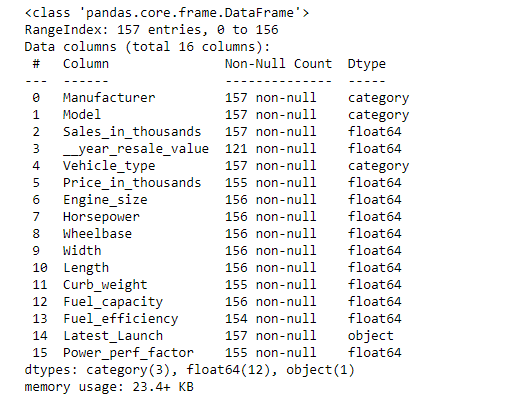 <class 'pandas.core.frame.DataFrame'>
RangeIndex: 157 entries, 0 to 156
Data columns (total 16 columns):
 #   Column               Non-Null Count  Dtype
---  ------               --------------  -----
 0   Manufacturer         157 non-null    category
 1   Model                157 non-null    category
 2   Sales_in_thousands   157 non-null    float64
 3   __year_resale_value  121 non-null    float64
 4   Vehicle_type         157 non-null    category
 5   Price_in_thousands   155 non-null    float64
 6   Engine_size          156 non-null    float64
 7   Horsepower           156 non-null    float64
 8   Wheelbase            156 non-null    float64
 9   Width                156 non-null    float64
 10  Length               156 non-null    float64
 11  Curb_weight          155 non-null    float64
 12  Fuel_capacity        156 non-null    float64
 13  Fuel_efficiency      154 non-null    float64
 14  Latest_Launch        157 non-null    object
 15  Power_perf_factor    155 non-null    float64
dtypes: category(3), float64(12), object(1)
memory usage: 23.4+ KB